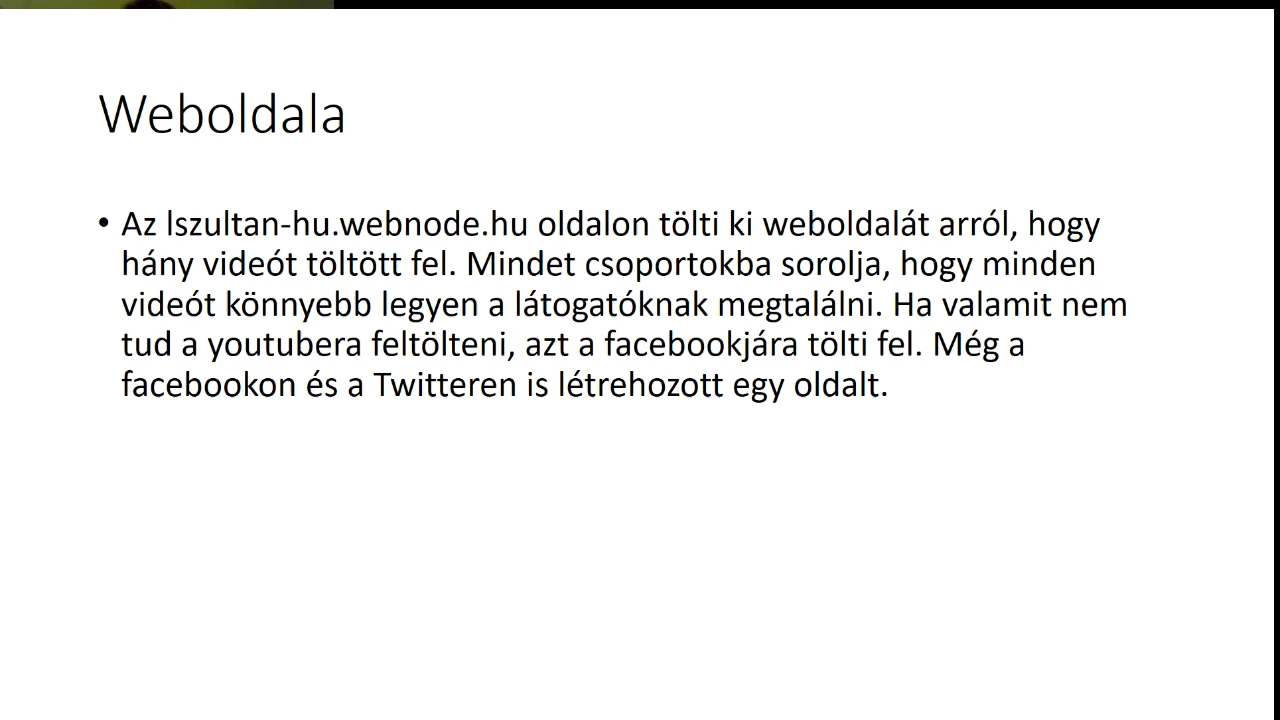 Weboldala
• Az lszultan-hu.webnode.hu oldalon tölti ki weboldalát arról, hogy
hány videót töltött fel. Mindet csoportokba sorolja, hogy minden
videót könnyebb legyen a látogatóknak megtalálni. Ha valamit nem
tud a youtubera feltölteni, azt a facebookjára tölti fel. Még a
facebookon és a Twitteren is létrehozott egy oldalt.